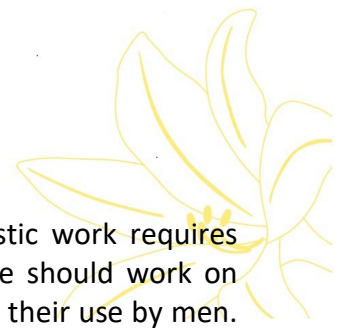 stic work requires
e should work on
their use by men.